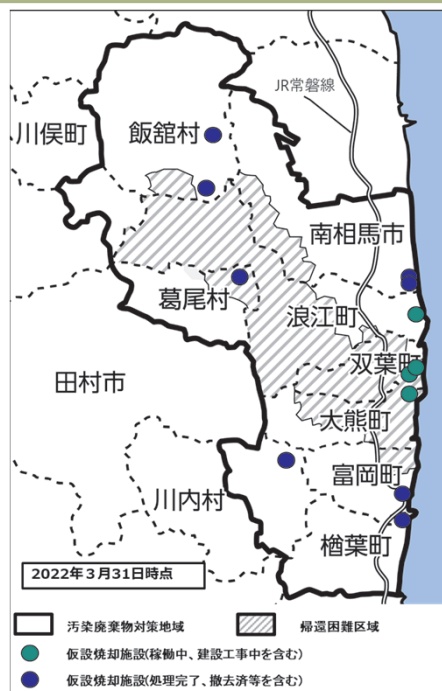 JR常磐線
川俣町
飯舘村
南相馬市
葛尾村
浪江町
双葉町
田村市
大熊町
富岡町
川内村
楢葉町
2022年3月31日時点
汚染廃棄物対策地域
帰還困難区域
仮設焼却施設(稼働中、建設工事中を含む)
仮設焼却施設(処理完了、撤去済等を含む)